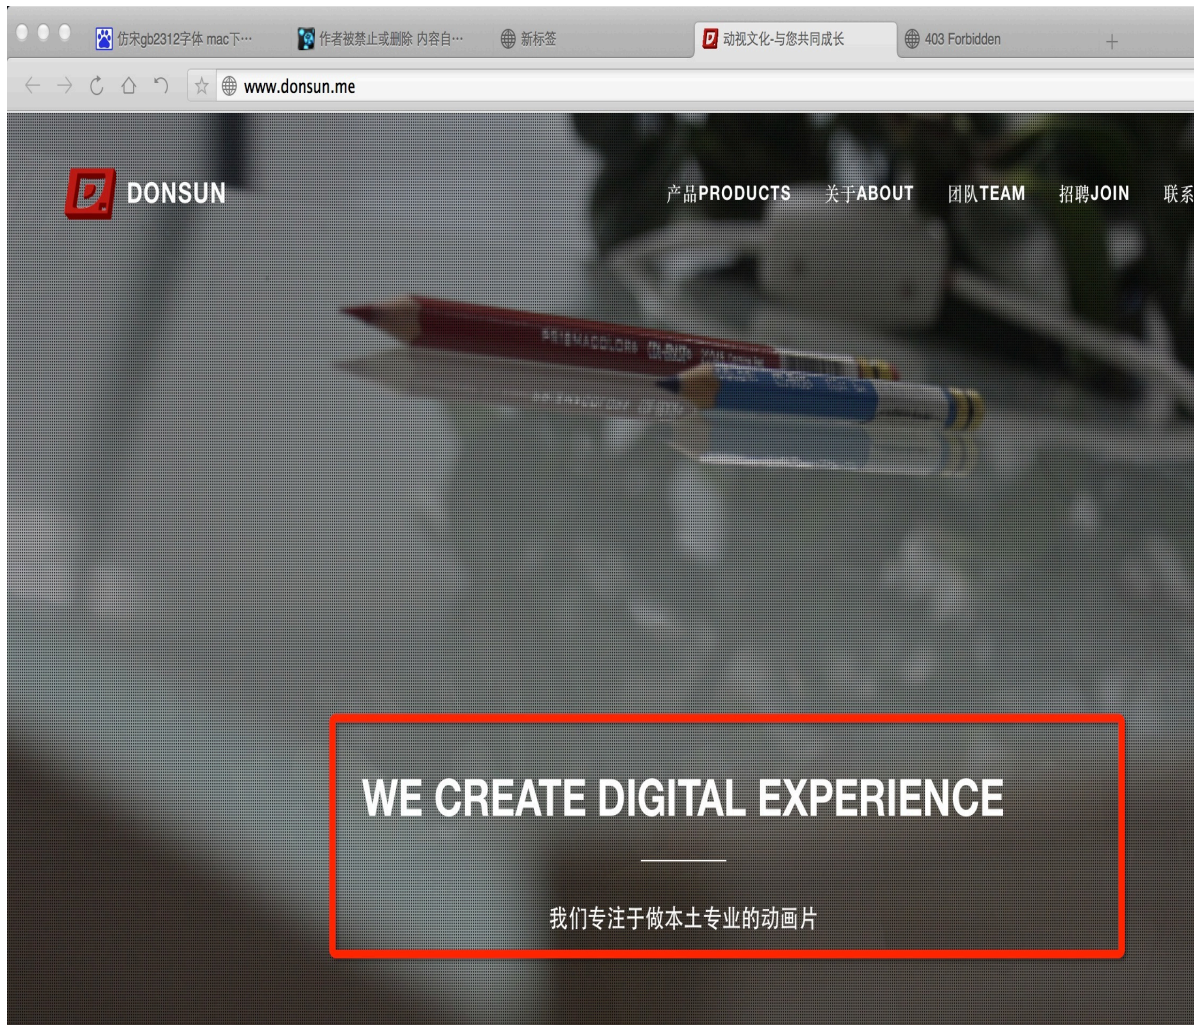 仿宋gb2312字体 mac下…
作者被禁止或删除 内容自…
新标签
动视文化-与您共同成长
403 Forbidden
www.donsun.me
DONSUN
产品PRODUCTS 关于ABOUT 团队TEAM 招聘JOIN 联系
PRISMACOLOR®
WE CREATE DIGITAL EXPERIENCE
我们专注于做本土专业的动画片